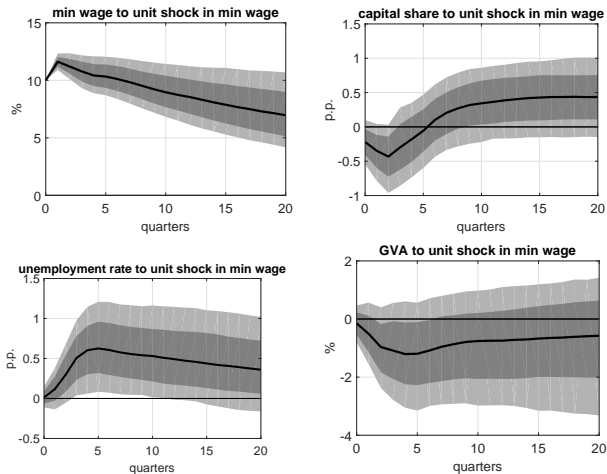 min wage to unit shock in min wage
15
10
5
0
%
0 5 10 15 20
quarters
capital share to unit shock in min wage
1.5
1
0.5
0
-0.5
-1
p.p.
0 5 10 15 20
quarters
unemployment rate to unit shock in min wage
1.5
1
0.5
0
-0.5
p.p.
0 5 10 15 20
quarters
GVA to unit shock in min wage
2
0
-2
-4
%
0 5 10 15 20
quarters